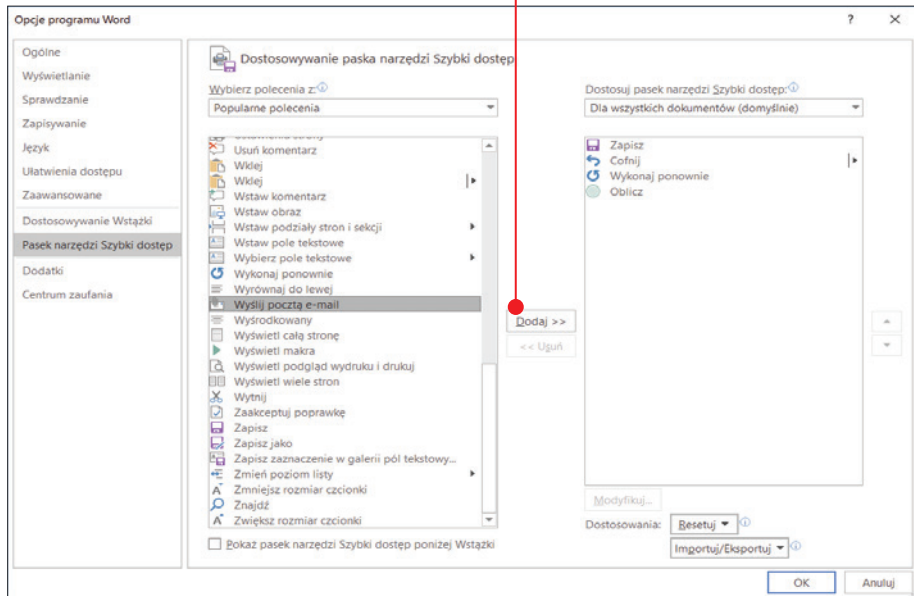 Opcje programu Word
?
Ogólne
Wyświetlanie
Sprawdzanie
Zapisywanie
Język
Ułatwienia dostępu
Zaawansowane
Dostosowywanie Wstążki
Pasek narzędzi Szybki dostęp
Dodatki
Centrum zaufania
Dostosowywanie paska narzędzi Szybki dostęp
Wybierz polecenia z:
Popularne polecenia
Ustawienia strony
Usuń komentarz
Wklej
Wklej
Wstaw komentarz
Wstaw obraz
Wstaw podziały stron i sekcji
Wstaw pole tekstowe
Wybierz pole tekstowe
Wykonaj ponownie
Wyrównaj do lewej
Wyślij pocztą e-mail
Wyśrodkowany
Wyświetl całą stronę
Wyświetl makra
Wyświetl podgląd wydruku i drukuj
Wyświetl wiele stron
Wytnij
Zaakceptuj poprawkę
Zapisz
Zapisz jako
Zapisz zaznaczenie w galerii pól tekstowy...
Zmień poziom listy
Zmniejsz rozmiar czcionki
Znajdź
Zwiększ rozmiar czcionki
Pokaż pasek narzędzi Szybki dostęp poniżej Wstążki
Dodaj >>
<< Usuń
Dostosuj pasek narzędzi Szybki dostęp:
Dla wszystkich dokumentów (domyślnie)
Zapisz
Cofnij
Wykonaj ponownie
Oblicz
Modyfikuj...
Dostosowania: Resetuj
Importuj/Eksportuj
OK Anuluj